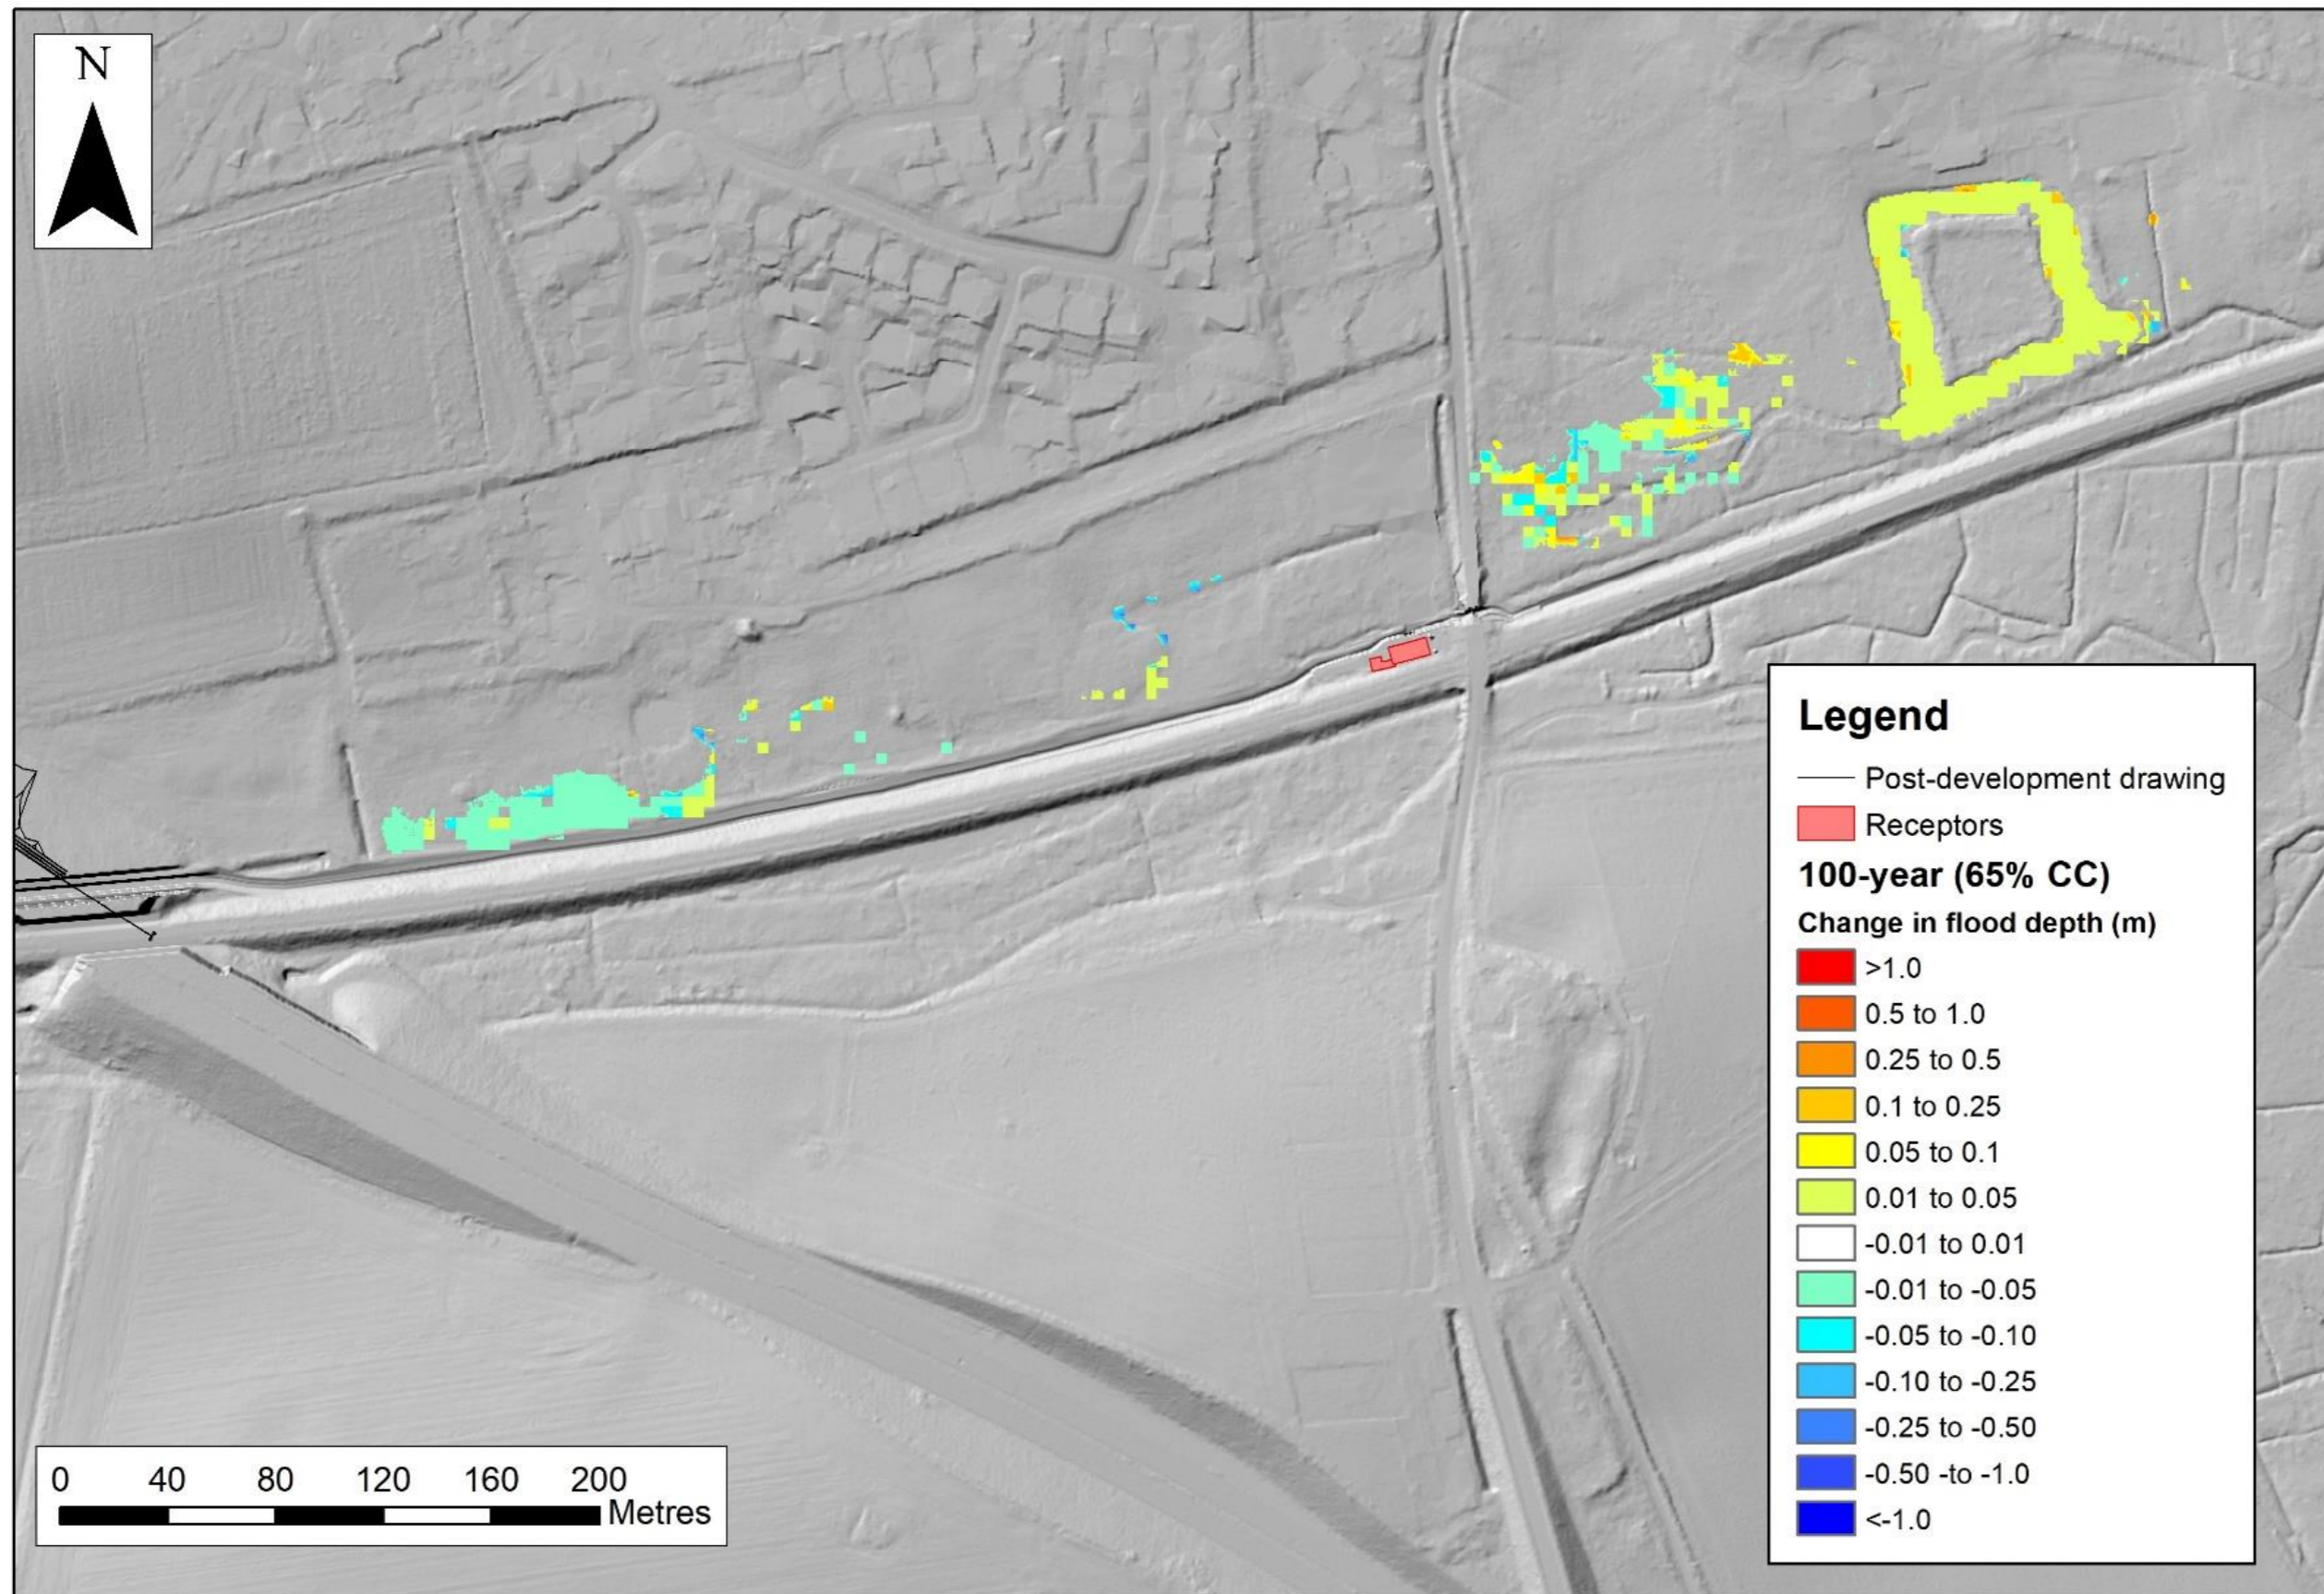 N
Legend
Post-development drawing
Receptors
100-year (65% CC)
Change in flood depth (m)
>1.0
0.5 to 1.0
0.25 to 0.5
0.1 to 0.25
0.05 to 0.1
0.01 to 0.05
-0.01 to 0.01
-0.01 to -0.05
-0.05 to -0.10
-0.10 to -0.25
-0.25 to -0.50
-0.50 -to -1.0
<-1.0
0 40 80 120 160 200
Metres